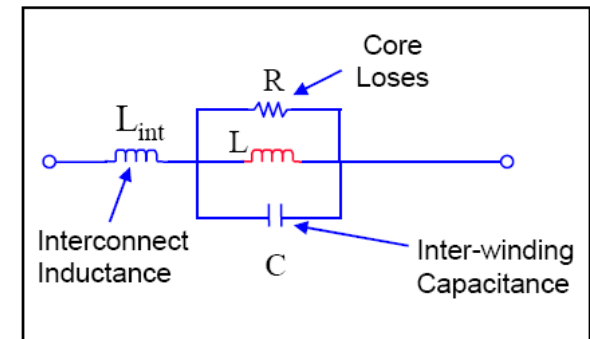 Core
Loses
R
L_int
L
Interconnect
Inductance
C
Inter-winding
Capacitance